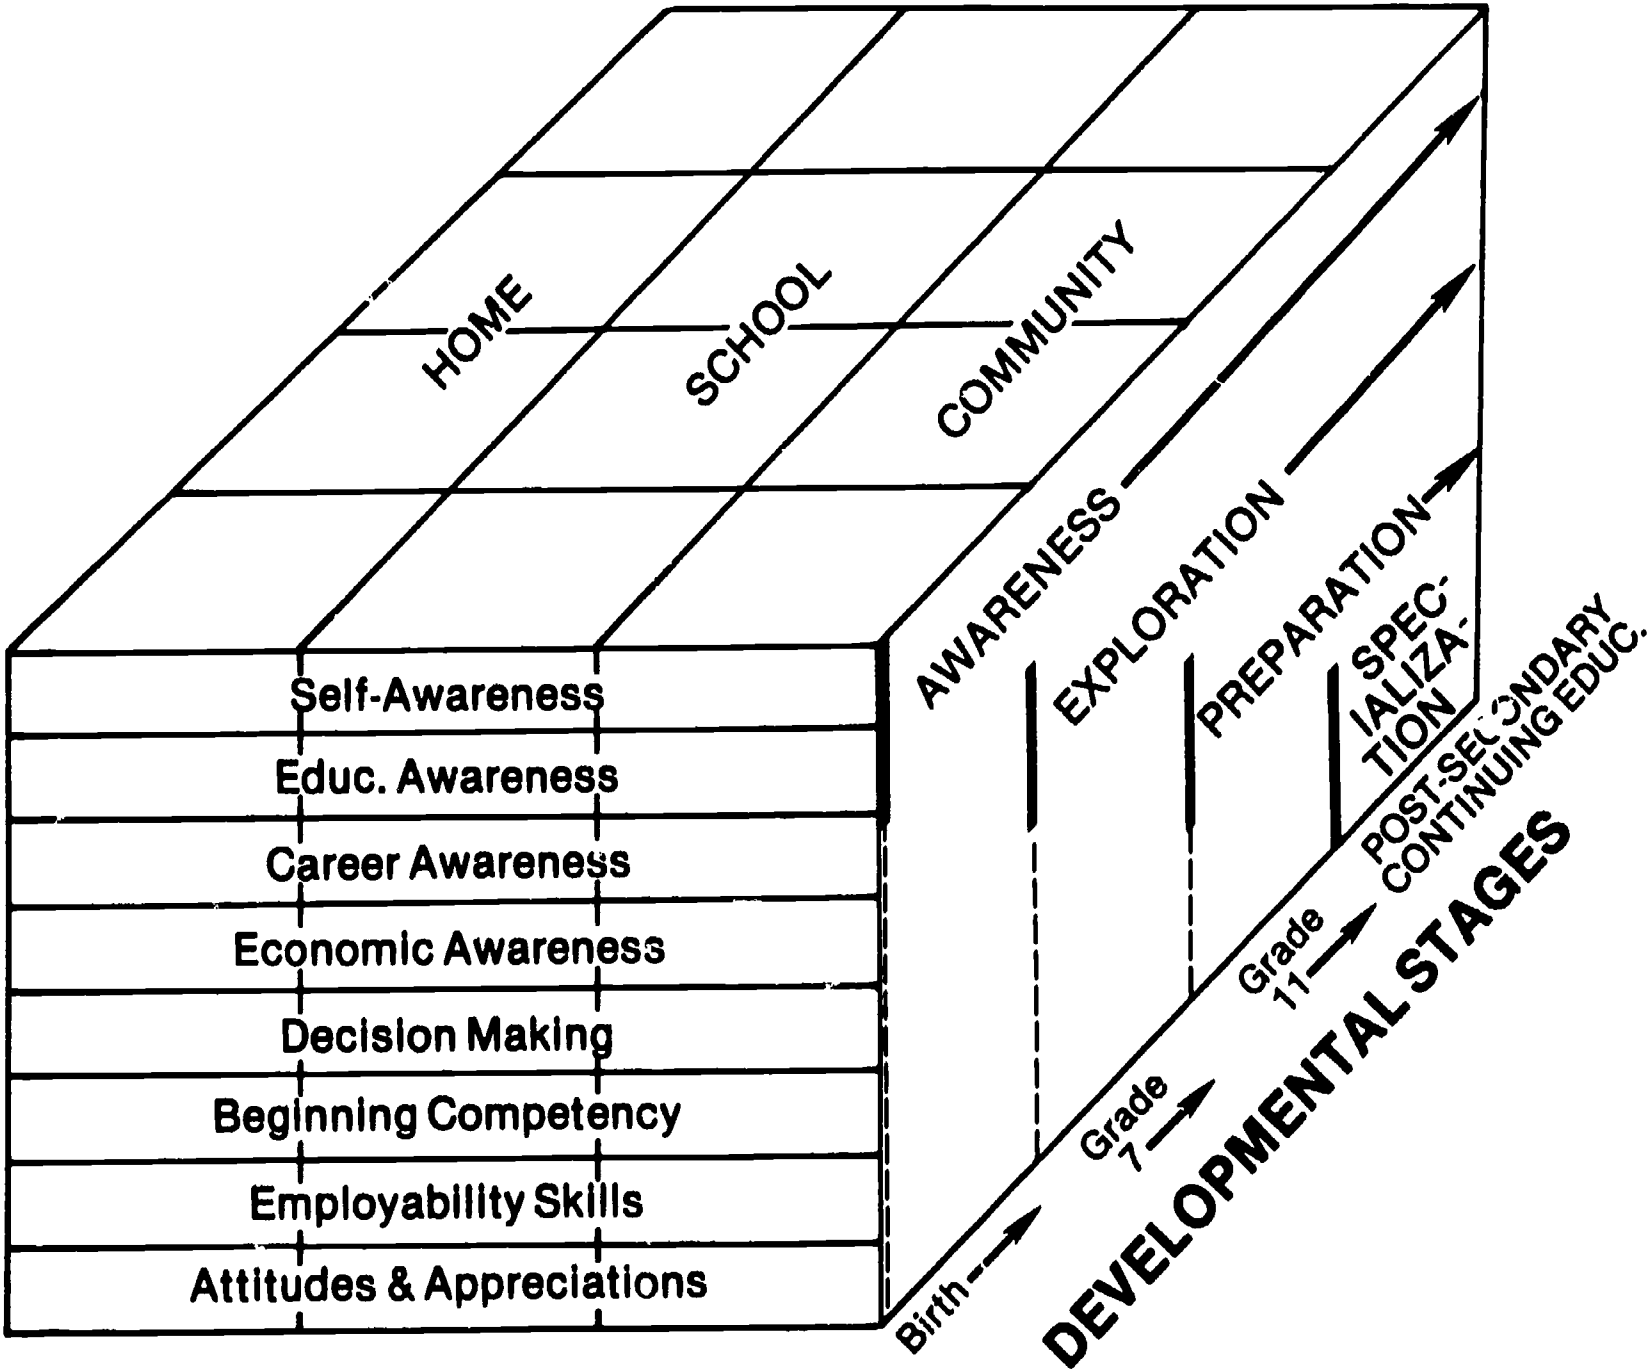 HOME
SCHOOL
COMMUNITY
Self-Awareness
Educ. Awareness
Career Awareness
Economic Awareness
Decision Making
Beginning Competency
Employability Skills
Attitudes & Appreciations
AWARENESS
EXPLORATION
PREPARATION
SPEC-
IALIZA-
TION
Birth
Grade
7
Grade
11
POST-SECONDARY
CONTINUING EDUC.
DEVELOPMENTAL STAGES